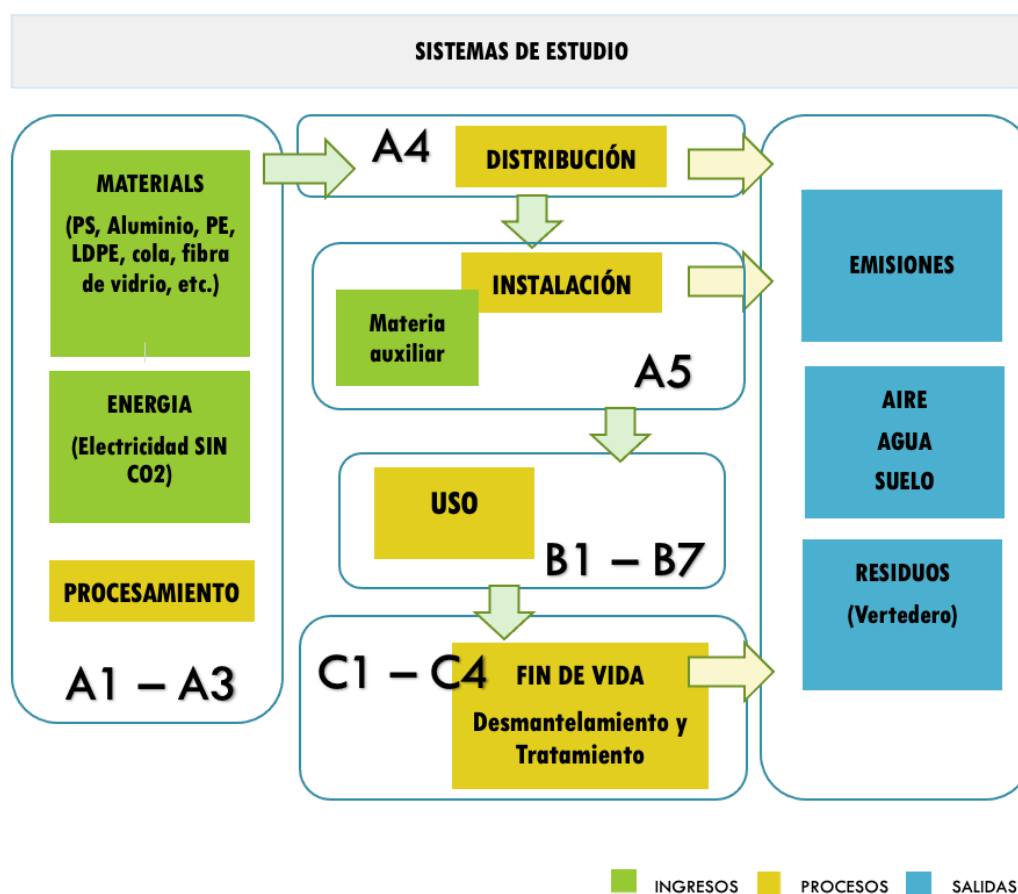 SISTEMAS DE ESTUDIO
MATERIALS
(PS, Aluminio, PE,
LDPE, cola, fibra
de vidrio, etc.)
ENERGIA
(Electricidad SIN
CO2)
PROCESAMIENTO
A1 – A3
A4
DISTRIBUCIÓN
INSTALACIÓN
Materia
auxiliar
A5
USO
B1 – B7
C1 – C4
FIN DE VIDA
Desmantelamiento y
Tratamiento
EMISIONES
AIRE
AGUA
SUELO
RESIDUOS
(Vertedero)
INGRESOS
PROCESOS
SALIDAS